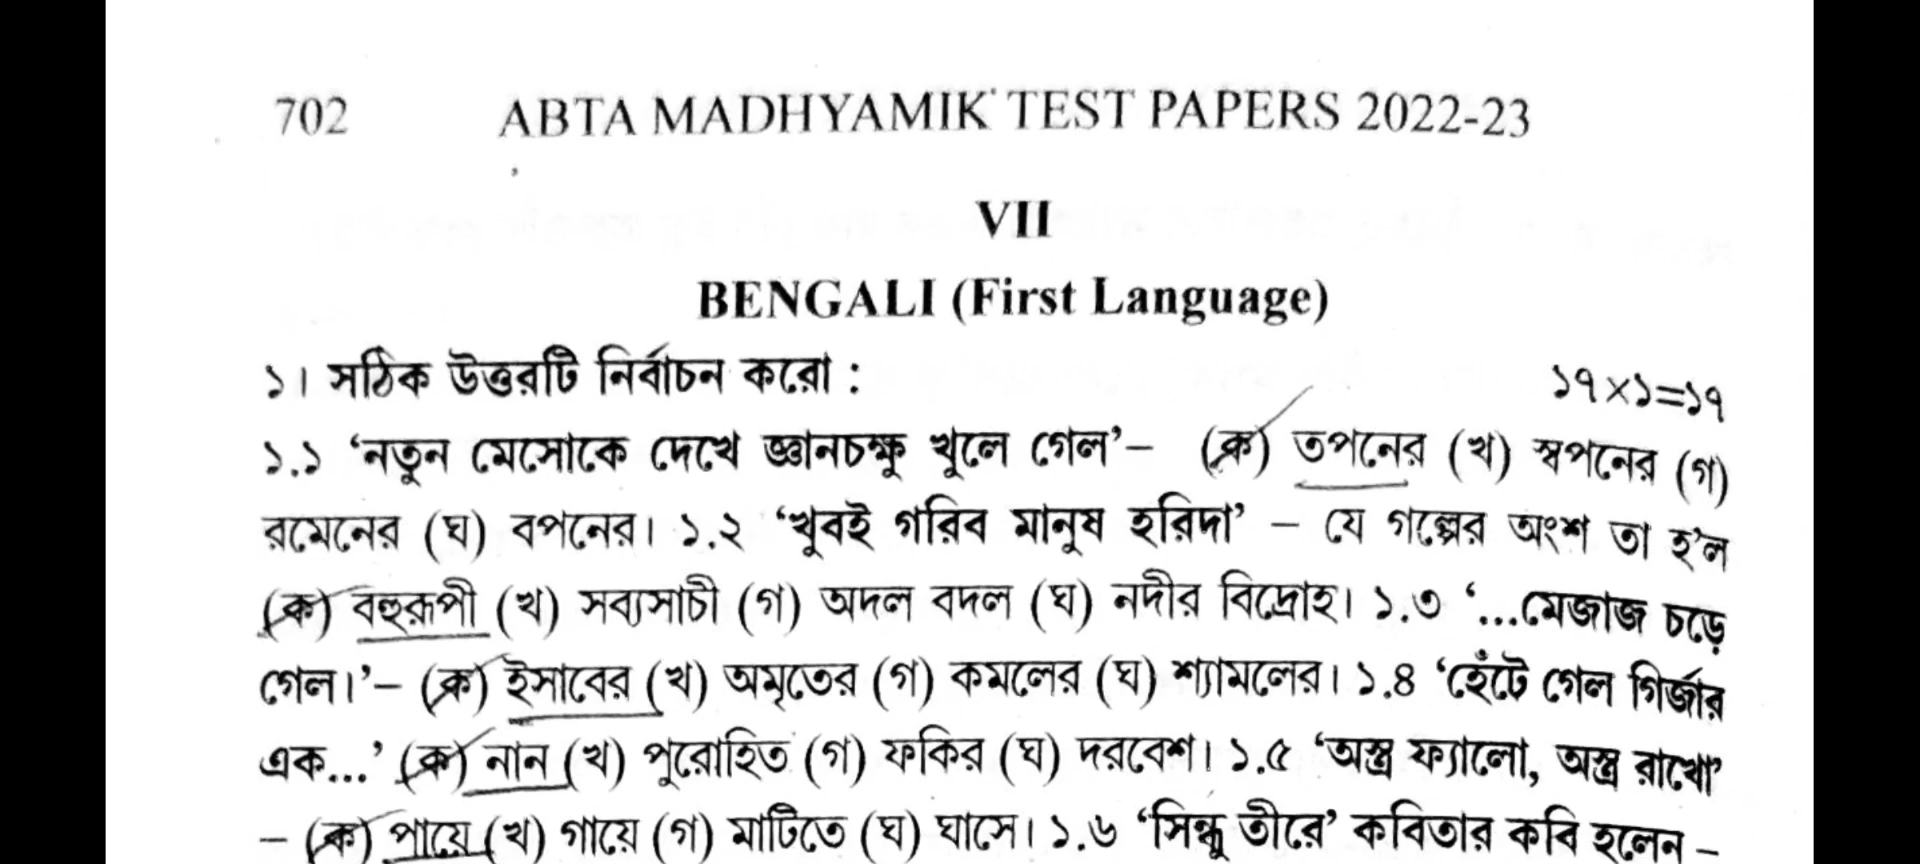 702 ABTA MADHYAMIK TEST PAPERS 2022-23
VII
BENGALI (First Language)
১। সঠিক উত্তরটি নির্বাচন করো : ১৭×১=১৭
১.১ ‘নতুন মেসোকে দেখে জ্ঞানচক্ষু খুলে গেল’– (ক) তপনের (খ) স্বপনের (গ)
রমেনের (ঘ) বপনের। ১.২ ‘খুবই গরিব মানুষ হরিদা’ – যে গল্পের অংশ তা হ’ল
(ক) বহুরূপী (খ) সব্যসাচী (গ) অদল বদল (ঘ) নদীর বিদ্রোহ। ১.৩ ‘...মেজাজ চড়ে
গেল।’– (ক) ইসাবের (খ) অমৃতের (গ) কমলের (ঘ) শ্যামলের। ১.৪ ‘হেঁটে গেল গির্জার
এক...’ (ক) নান (খ) পুরোহিত (গ) ফকির (ঘ) দরবেশ। ১.৫ ‘অস্ত্র ফ্যালো, অস্ত্র রাখো’
– (ক) পায়ে (খ) গায়ে (গ) মাটিতে (ঘ) ঘাসে। ১.৬ ‘সিন্ধু তীরে’ কবিতার কবি হলেন –